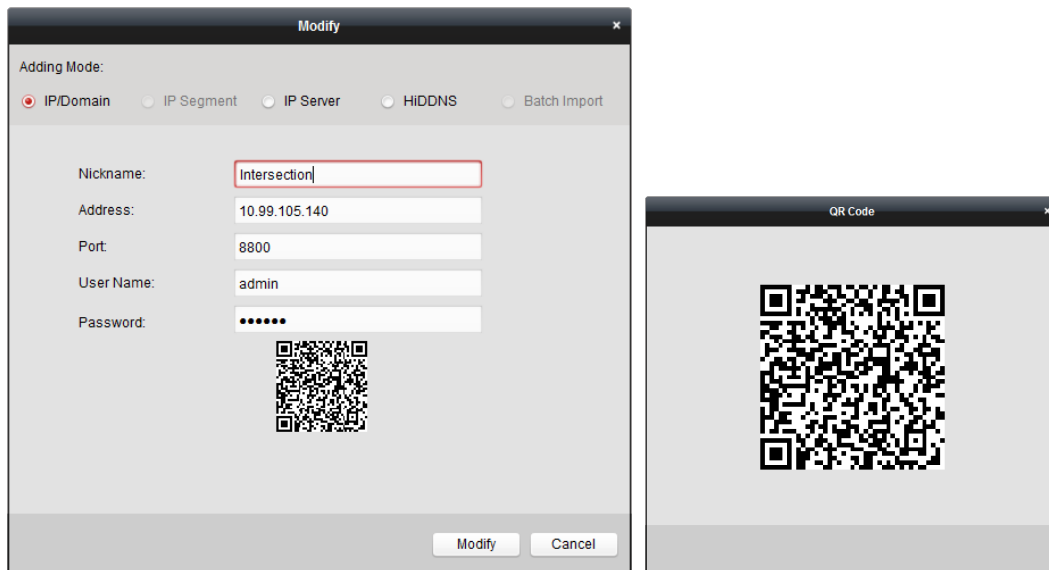 Modify
Adding Mode:
IP/Domain IP Segment IP Server HiDDNS Batch Import
Nickname: Intersection
Address: 10.99.105.140
Port: 8800
User Name: admin
Password: ••••••
Modify Cancel
QR Code